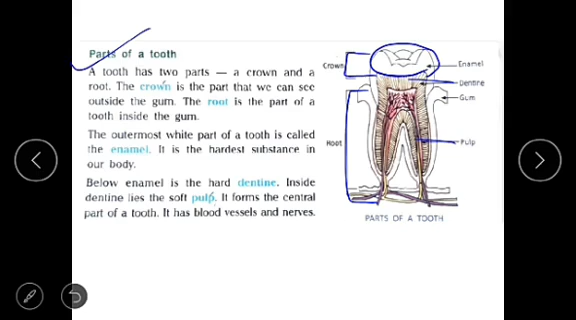 Parts of a tooth
A tooth has two parts — a crown and a
root. The crown is the part that we can see
outside the gum. The root is the part of a
tooth inside the gum.
The outermost white part of a tooth is called
the enamel. It is the hardest substance in
our body.
Below enamel is the hard dentine. Inside
dentine lies the soft pulp. It forms the central
part of a tooth. It has blood vessels and nerves.
Crown
Enamel
Dentine
Gum
Root
Pulp
PARTS OF A TOOTH